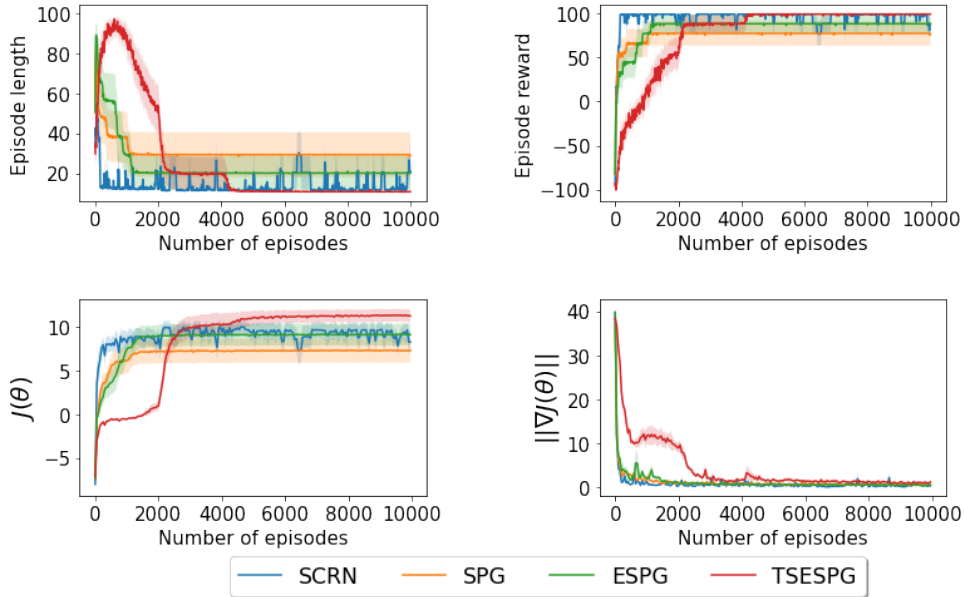 Episode length
100
80
60
40
20
0 2000 4000 6000 8000 10000
Number of episodes
Episode reward
100
50
0
−50
−100
0 2000 4000 6000 8000 10000
Number of episodes
J(θ)
10
5
0
−5
0 2000 4000 6000 8000 10000
Number of episodes
||∇J(θ)||
40
30
20
10
0
0 2000 4000 6000 8000 10000
Number of episodes
SCRN SPG ESPG TSESPG